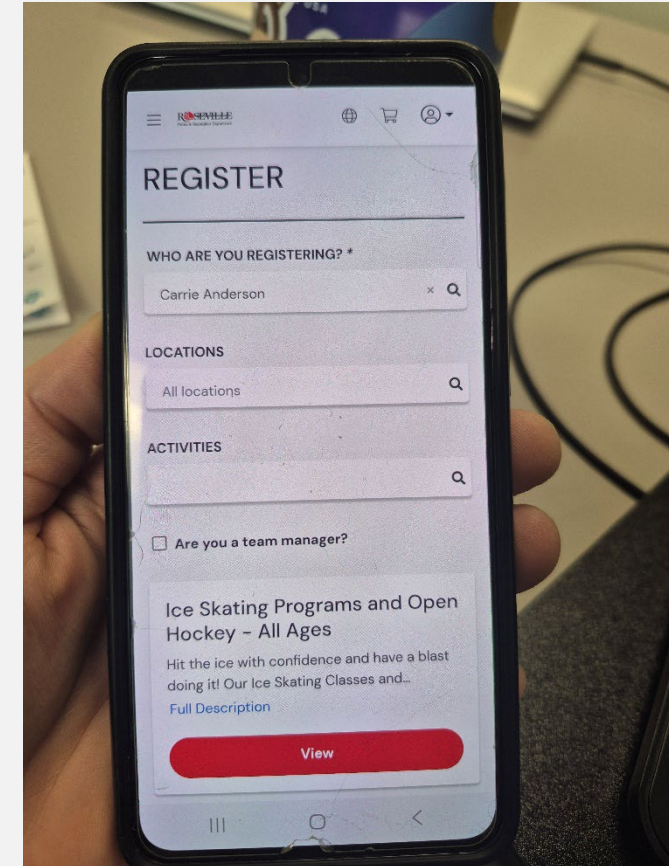 USA
ROSEVILLE
REGISTER
WHO ARE YOU REGISTERING? *
Carrie Anderson ×
LOCATIONS
All locations
ACTIVITIES
Are you a team manager?
Ice Skating Programs and Open
Hockey - All Ages
Hit the ice with confidence and have a blast
doing it! Our Ice Skating Classes and...
Full Description
View